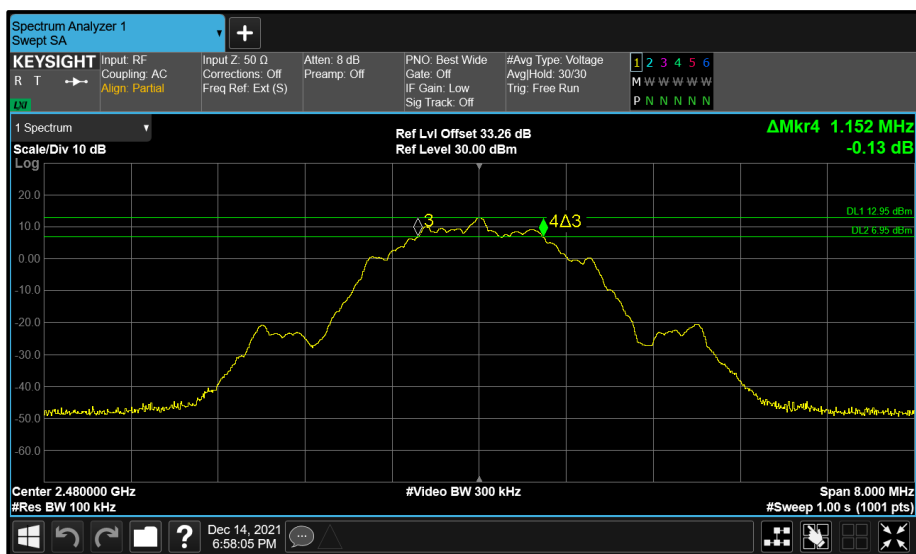 Spectrum Analyzer 1
Swept SA
+
KEYSIGHT
R T
LXI
Input: RF
Coupling: AC
Align: Partial
Input Z: 50 Ω
Corrections: Off
Freq Ref: Ext (S)
Atten: 8 dB
Preamp: Off
PNO: Best Wide
Gate: Off
IF Gain: Low
Sig Track: Off
#Avg Type: Voltage
Avg|Hold: 30/30
Trig: Free Run
1 2 3 4 5 6
M W W W W W
P N N N N N
1 Spectrum
Scale/Div 10 dB
Log
Ref Lvl Offset 33.26 dB
Ref Level 30.00 dBm
ΔMkr4 1.152 MHz
-0.13 dB
20.0
10.0
0.00
-10.0
-20.0
-30.0
-40.0
-50.0
-60.0
3
4Δ3
DL1 12.95 dBm
DL2 6.95 dBm
Center 2.480000 GHz
#Res BW 100 kHz
#Video BW 300 kHz
Span 8.000 MHz
#Sweep 1.00 s (1001 pts)
?
Dec 14, 2021
6:58:05 PM